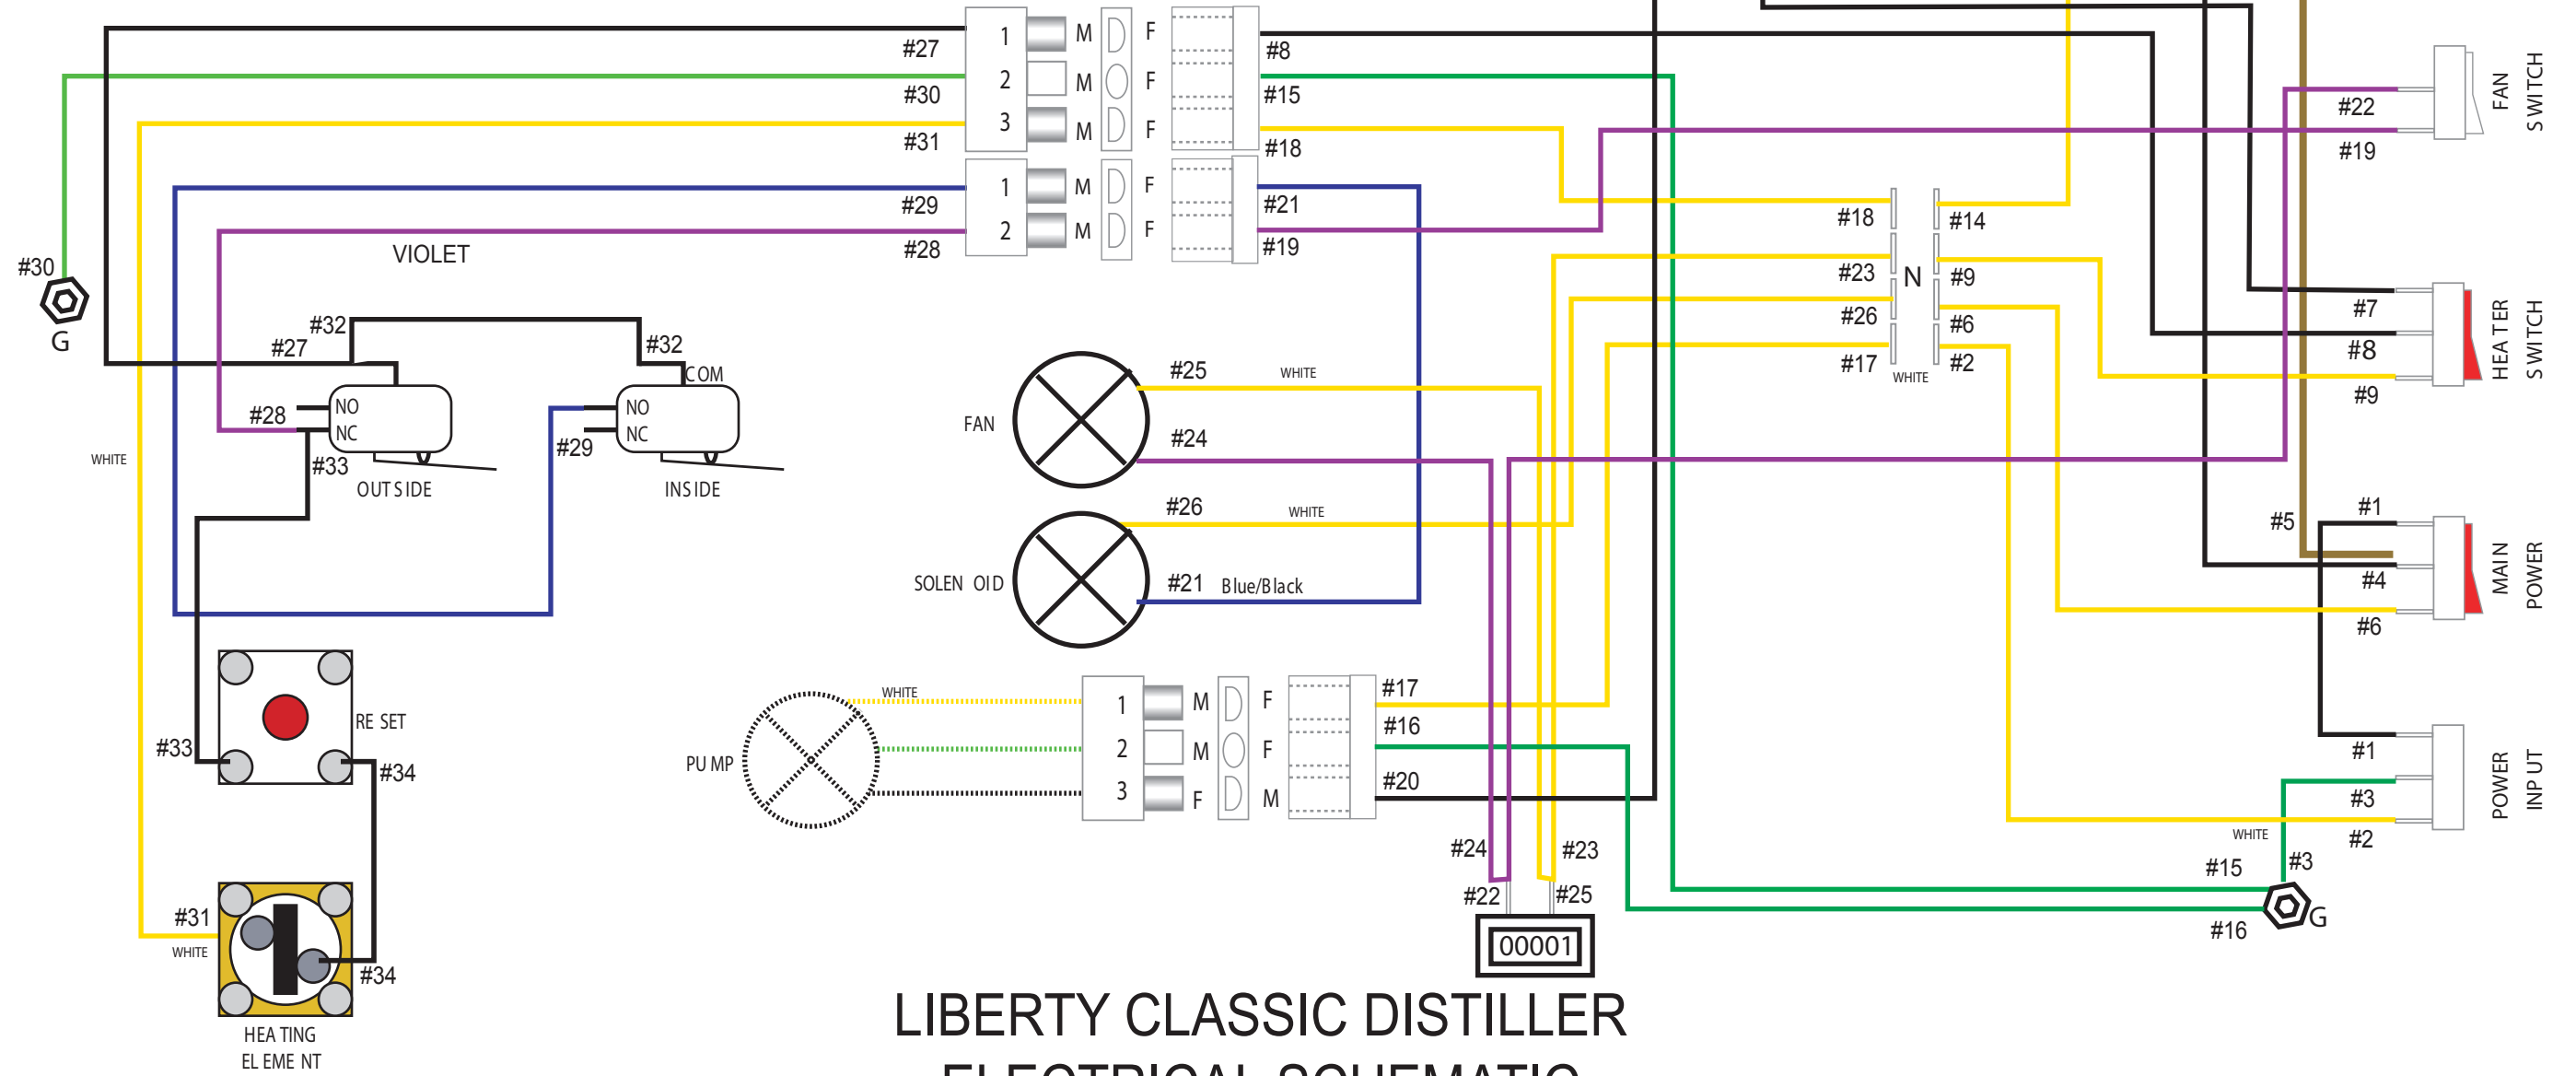 #27
1
M
F
#8
#30
2
M
F
#15
#31
3
M
F
#18
#29
1
M
F
#21
#28
2
M
F
#19
VIOLET
#30
G
#32
#27
#32
COM
#28
NO
NC
#33
OUTSIDE
NO
NC
#29
INSIDE
WHITE
#33
RESET
#34
#31
WHITE
#34
HEATING
ELEMENT
FAN
#25
WHITE
#24
SOLENOID
#26
WHITE
#21
Blue/Black
PUMP
WHITE
1
M
F
#17
2
M
F
#16
3
F
M
#20
#24
#23
#22
#25
00001
#18
#14
#23
N
#9
#26
#6
#17
#2
WHITE
#22
#19
FAN
SWITCH
#7
#8
#9
HEATER
SWITCH
#1
#5
#4
#6
MAIN
POWER
#1
#3
#2
POWER
INPUT
WHITE
#15
#3
#16
G
LIBERTY CLASSIC DISTILLER
ELECTRICAL SCHEMATIC